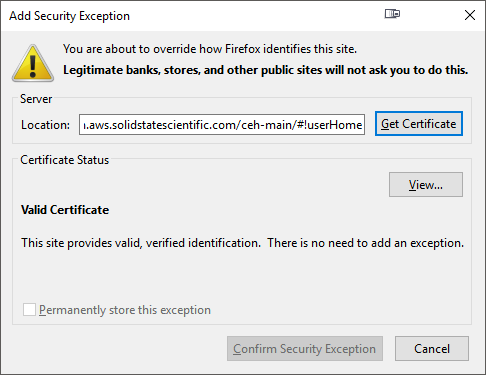 Add Security Exception
You are about to override how Firefox identifies this site.
Legitimate banks, stores, and other public sites will not ask you to do this.
Server
Location: .aws.solidstatescientific.com/ceh-main/#!userHome Get Certificate
Certificate Status
View...
Valid Certificate
This site provides valid, verified identification.  There is no need to add an exception.
Permanently store this exception
Confirm Security Exception Cancel